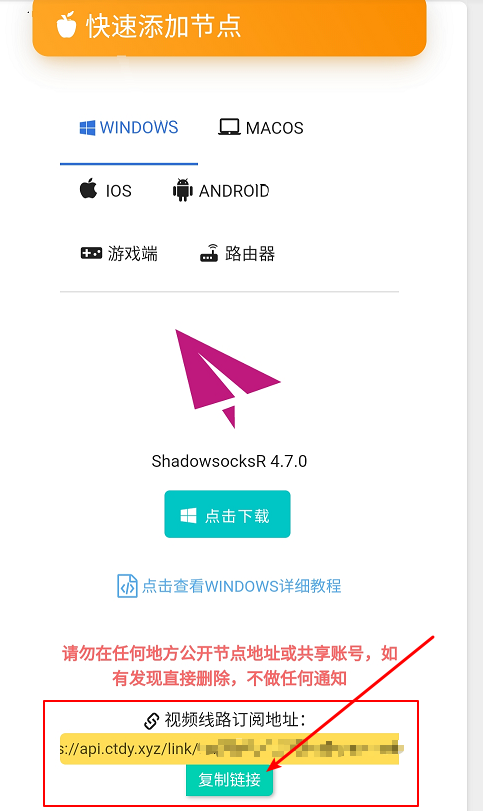 快速添加节点
WINDOWS
MACOS
IOS
ANDROID
游戏端
路由器
ShadowsocksR 4.7.0
点击下载
点击查看WINDOWS详细教程
请勿在任何地方公开节点地址或共享账号，如
有发现直接删除，不做任何通知
视频线路订阅地址：
s://api.ctdy.xyz/link/
复制链接